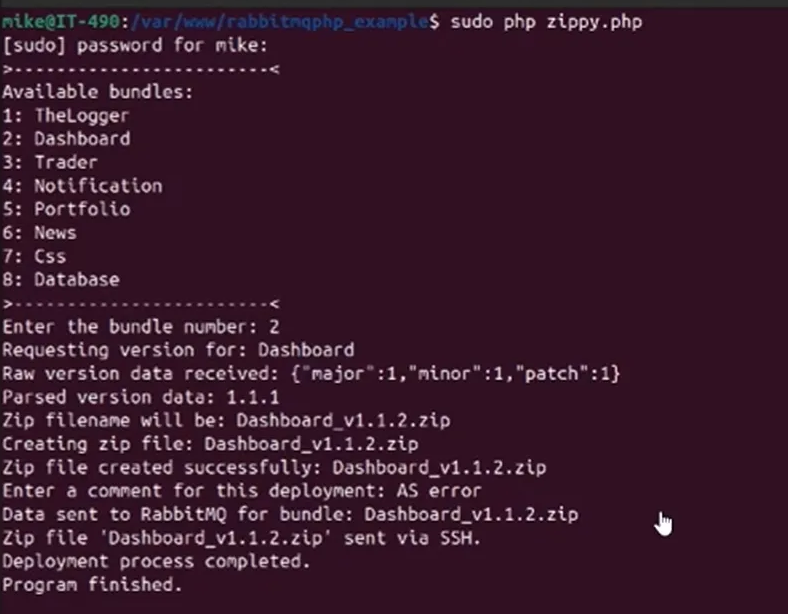 mike@IT-490:/var/www/rabbitmqphp_example$ sudo php zippy.php
[sudo] password for mike:
>------------------------<
Available bundles:
1: TheLogger
2: Dashboard
3: Trader
4: Notification
5: Portfolio
6: News
7: Css
8: Database
>------------------------<
Enter the bundle number: 2
Requesting version for: Dashboard
Raw version data received: {"major":1,"minor":1,"patch":1}
Parsed version data: 1.1.1
Zip filename will be: Dashboard_v1.1.2.zip
Creating zip file: Dashboard_v1.1.2.zip
Zip file created successfully: Dashboard_v1.1.2.zip
Enter a comment for this deployment: AS error
Data sent to RabbitMQ for bundle: Dashboard_v1.1.2.zip
Zip file 'Dashboard_v1.1.2.zip' sent via SSH.
Deployment process completed.
Program finished.